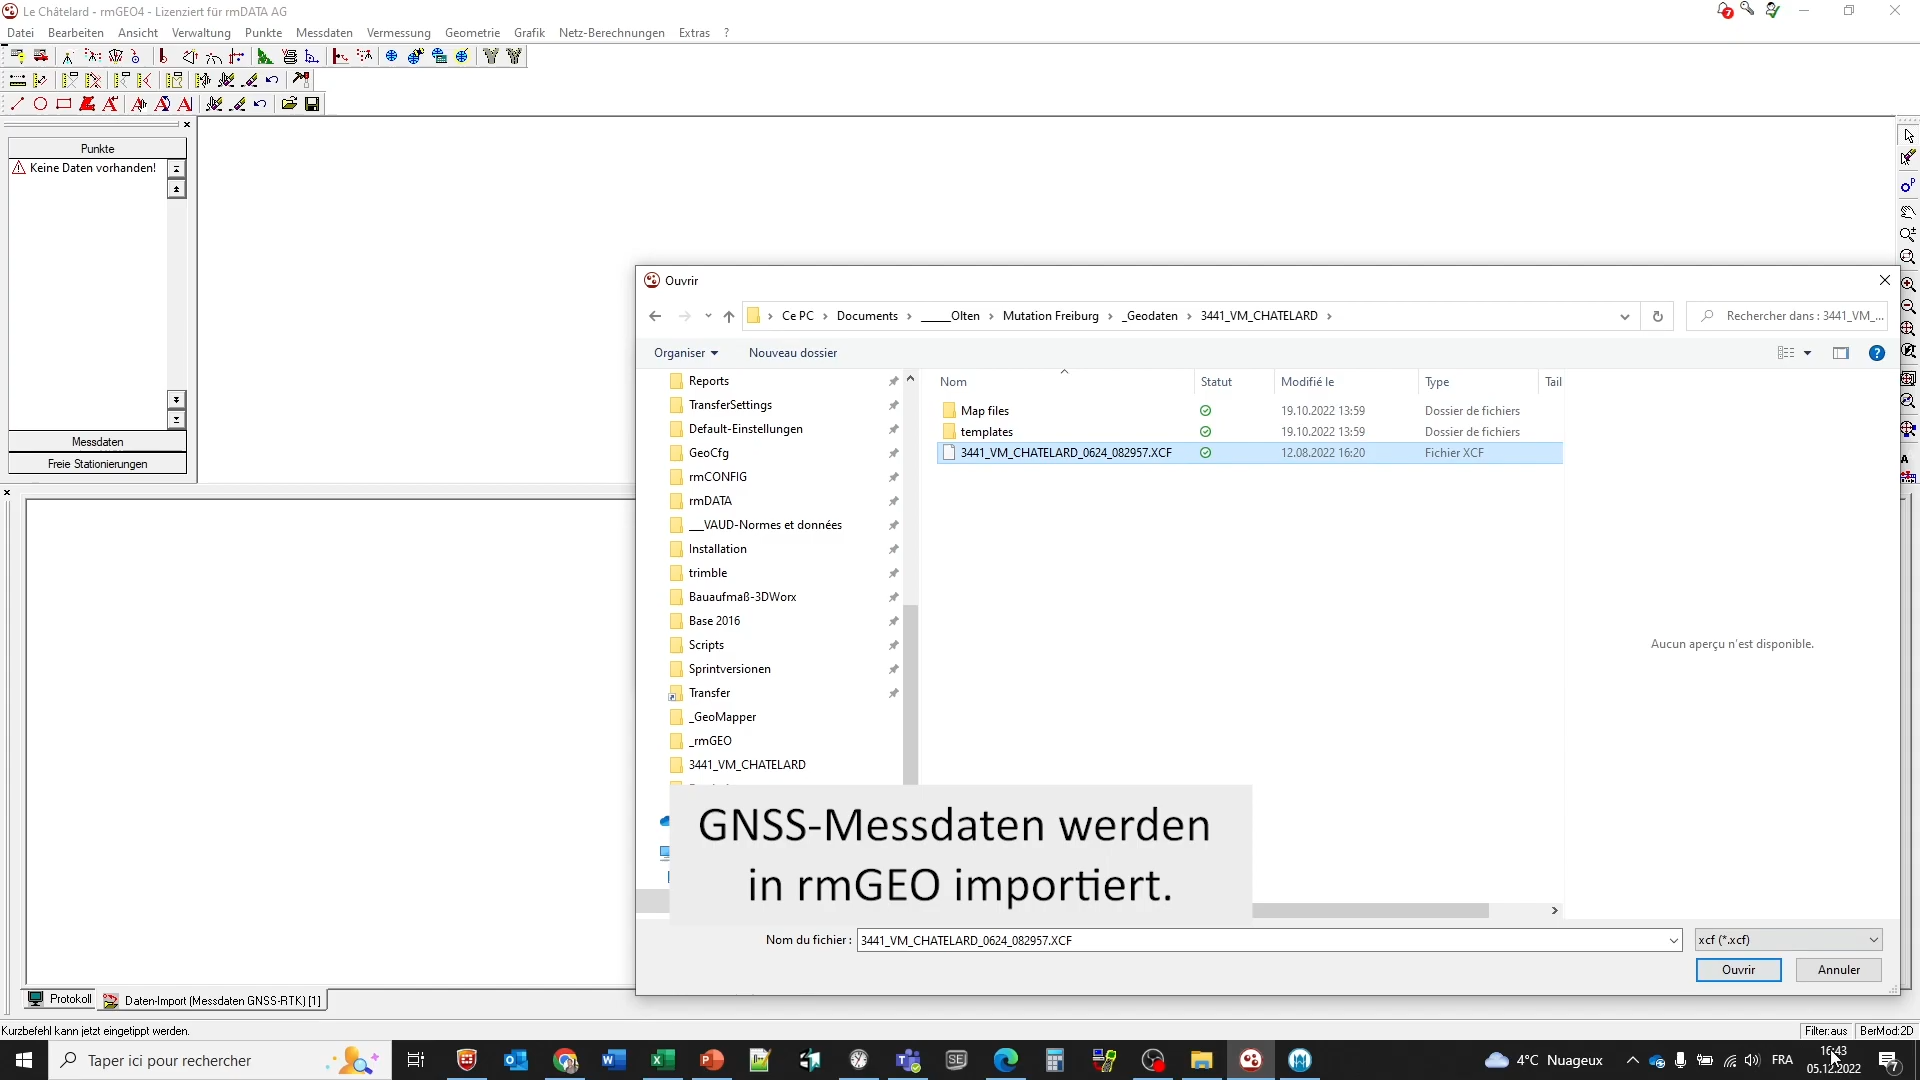 Le Châtelard - rmGEO4 - Lizenziert für rmDATA AG
Datei Bearbeiten Ansicht Verwaltung Punkte Messdaten Vermessung Geometrie Grafik Netz-Berechnungen Extras ?
Punkte
Keine Daten vorhanden!
Messdaten
Freie Stationierungen
Ouvrir
Ce PC > Documents > _____Olten > Mutation Freiburg > _Geodaten > 3441_VM_CHATELARD >
Rechercher dans : 3441_VM_...
Organiser
Nouveau dossier
Nom Statut Modifié le Type Tail
Reports
TransferSettings
Default-Einstellungen
GeoCfg
rmCONFIG
rmDATA
___VAUD-Normes et données
Installation
trimble
Bauaufmaß-3DWorx
Base 2016
Scripts
Sprintversionen
Transfer
_GeoMapper
_rmGEO
3441_VM_CHATELARD
Map files 19.10.2022 13:59 Dossier de fichiers
templates 19.10.2022 13:59 Dossier de fichiers
3441_VM_CHATELARD_0624_082957.XCF 12.08.2022 16:20 Fichier XCF
Aucun aperçu n'est disponible.
GNSS-Messdaten werden
in rmGEO importiert.
Nom du fichier : 3441_VM_CHATELARD_0624_082957.XCF
xcf (*.xcf)
Ouvrir
Annuler
Protokoll
Daten-Import (Messdaten GNSS-RTK) [1]
Kurzbefehl kann jetzt eingetippt werden.
Filter:aus
BerMod:2D
Taper ici pour rechercher
4°C Nuageux
FRA
16:43
05.12.2022